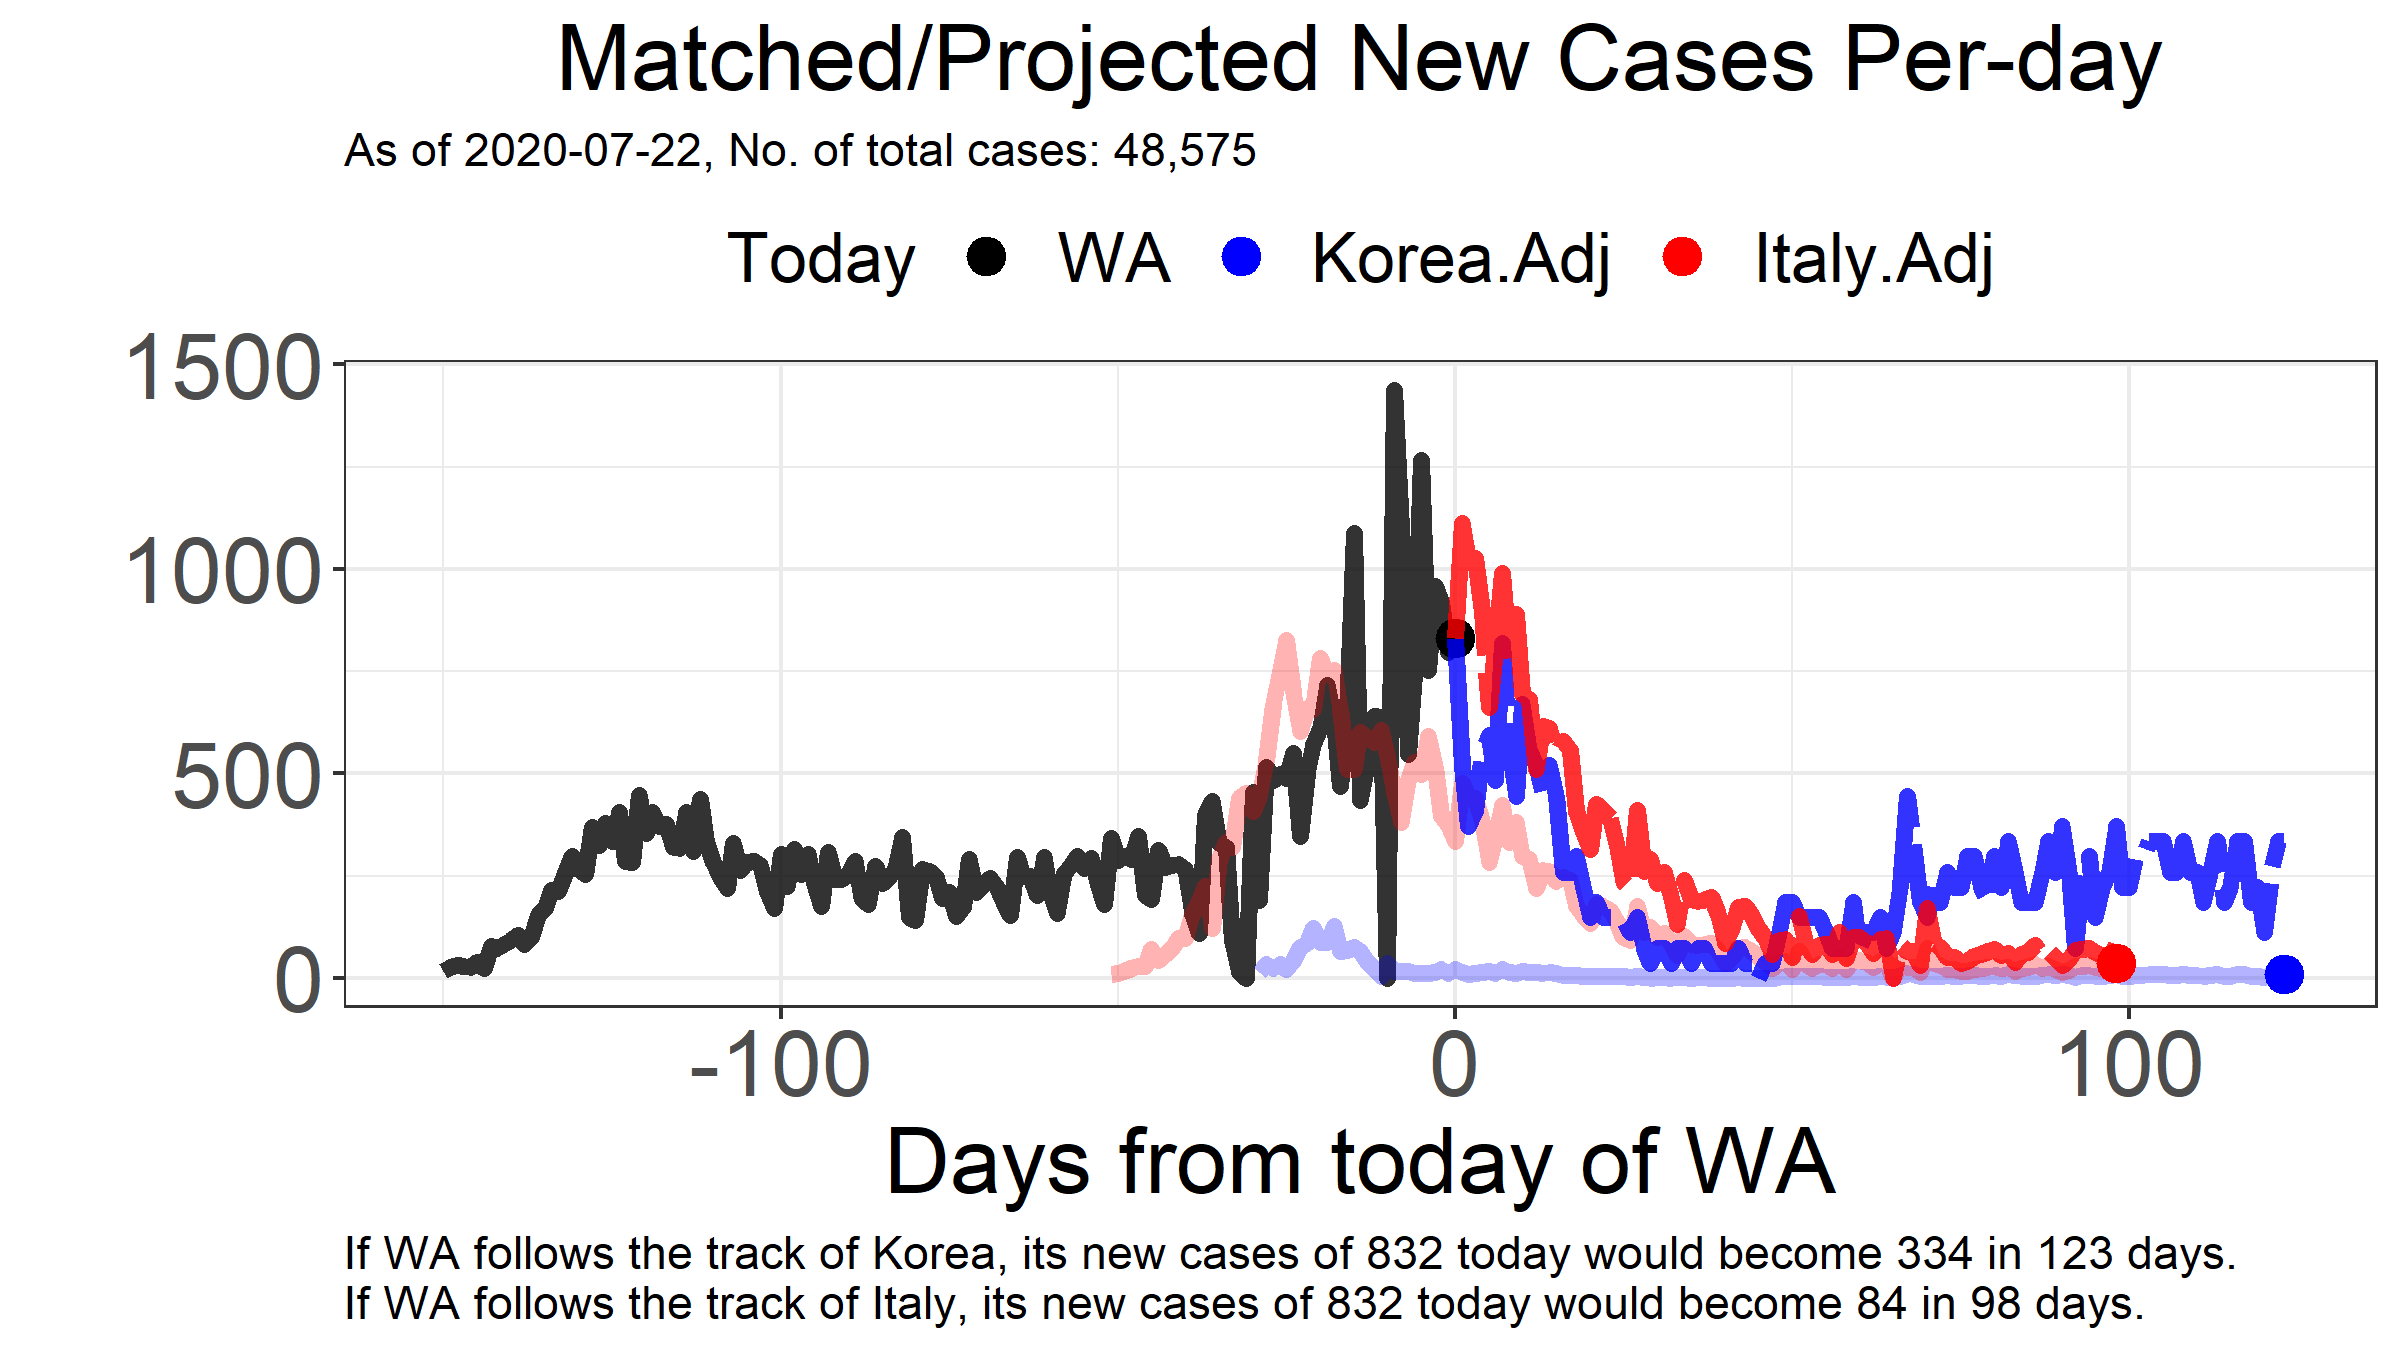 Matched/Projected New Cases Per-day
As of 2020-07-22, No. of total cases: 48,575
Today WA Korea.Adj Italy.Adj
1500
1000
500
0
-100 0 100
Days from today of WA
If WA follows the track of Korea, its new cases of 832 today would become 334 in 123 days.
If WA follows the track of Italy, its new cases of 832 today would become 84 in 98 days.